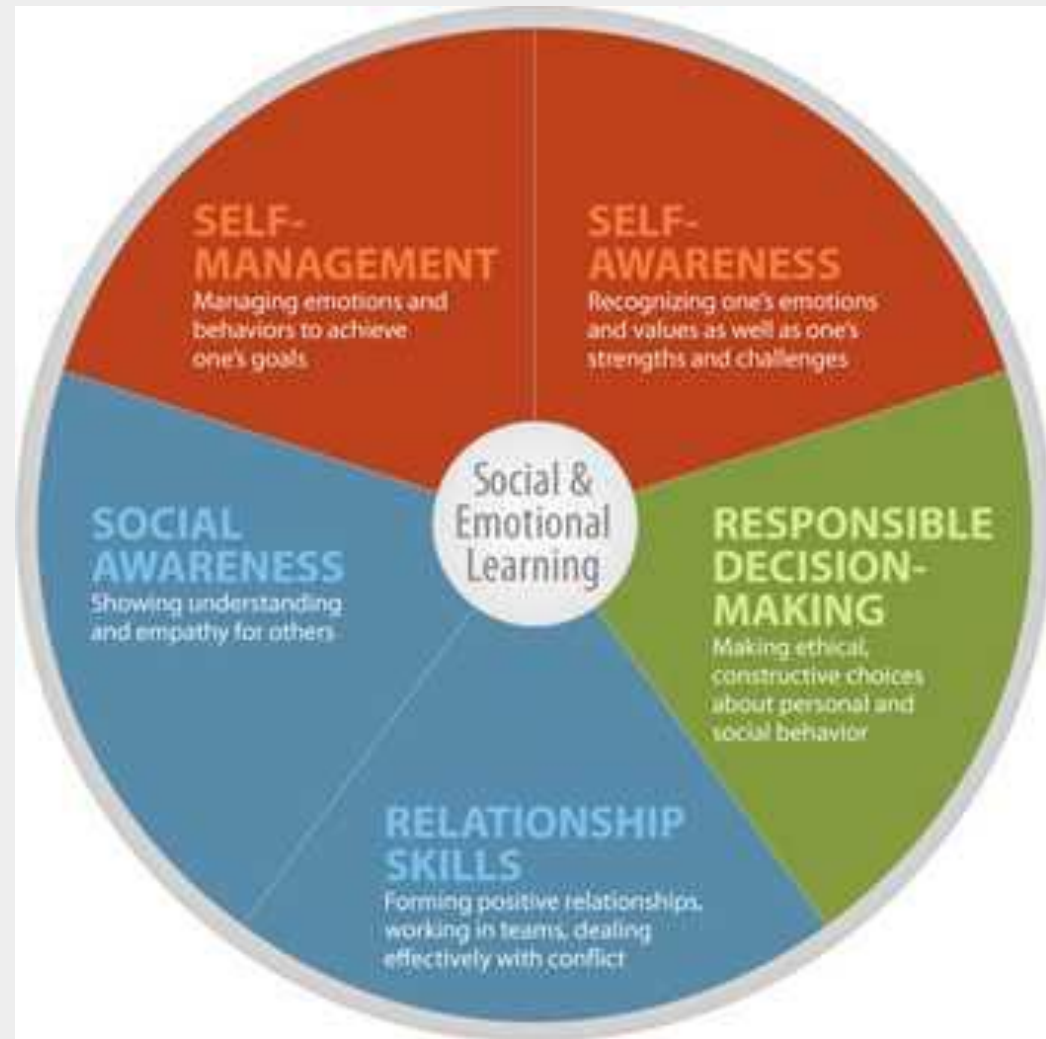 SELF-
MANAGEMENT
Managing emotions and
behaviors to achieve
one's goals
SELF-
AWARENESS
Recognizing one's emotions
and values as well as one's
strengths and challenges
SOCIAL
AWARENESS
Showing understanding
and empathy for others
Social &
Emotional
Learning
RESPONSIBLE
DECISION-
MAKING
Making ethical,
constructive choices
about personal and
social behavior
RELATIONSHIP
SKILLS
Forming positive relationships,
working in teams, dealing
effectively with conflict